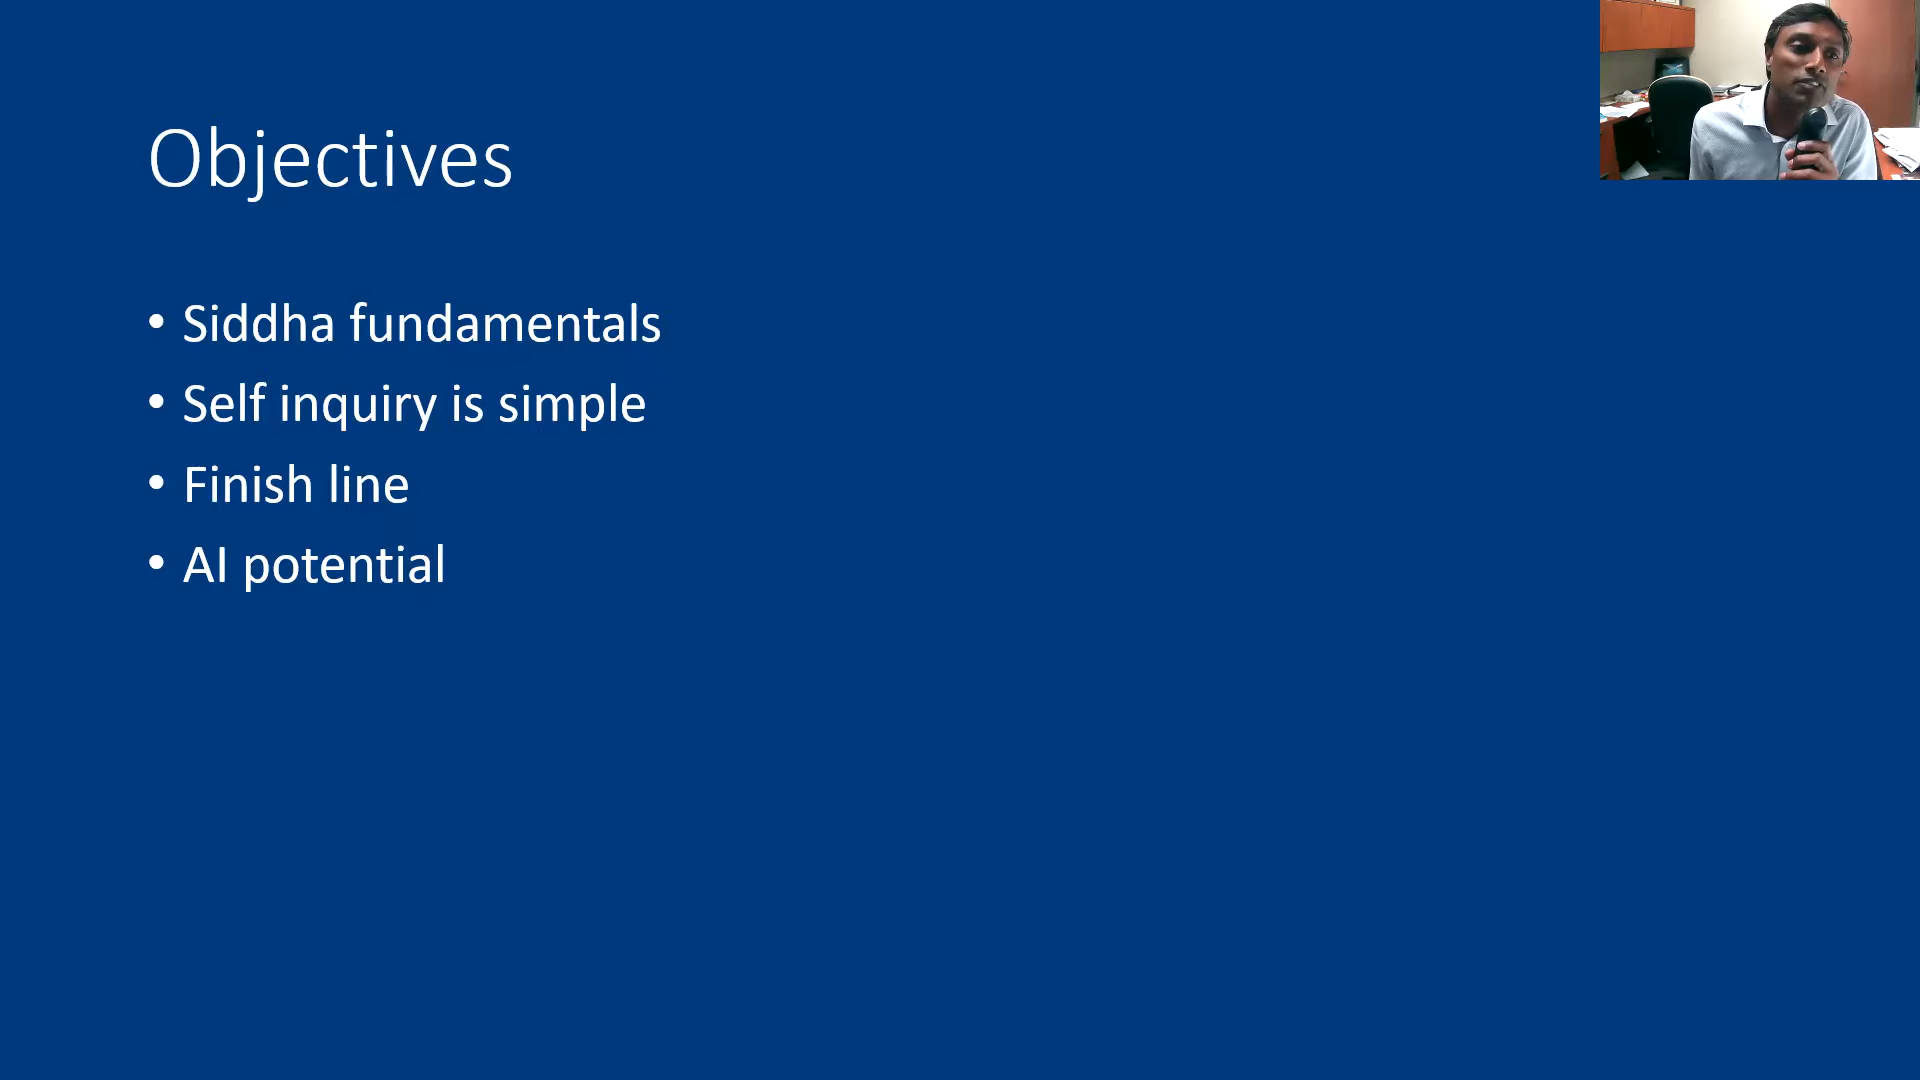 Objectives
• Siddha fundamentals
• Self inquiry is simple
• Finish line
• AI potential